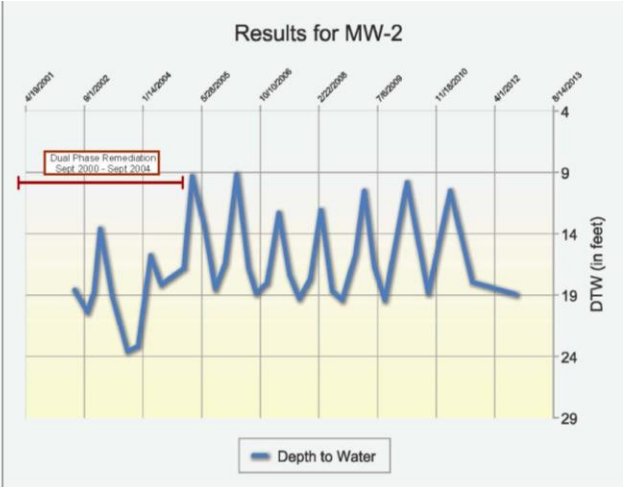 Results for MW-2
4/19/2001 9/1/2002 1/14/2004 5/28/2005 10/10/2006 2/22/2008 7/6/2009 11/18/2010 4/1/2012 8/14/2013
4
Dual Phase Remediation
Sept 2000 - Sept 2004
9
14
19
24
29
DTW (in feet)
Depth to Water